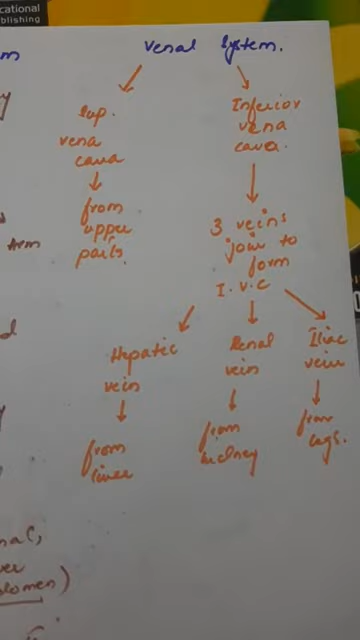 cational
blishing
Venal System.
Sup.
vena
cava
from
upper
parts.
Inferior
vena
cava.
3 veins
join to
form
I.V.C
Hepatic
vein
from
liver
Renal
vein
from
kidney
Iliac
vein
from
legs.
Arm